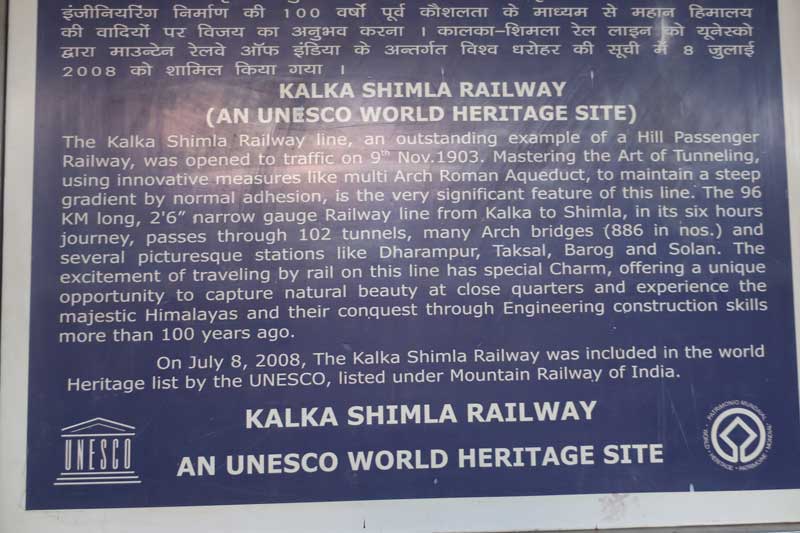 इंजीनियरिंग निर्माण की 100 वर्षो पूर्व कौशलता के माध्यम से महान हिमालय
की वादियों पर विजय का अनुभव करना । कालका-शिमला रेल लाइन को यूनेस्को
द्वारा माउन्टेन रेलवे ऑफ इंडिया के अन्तर्गत विश्व धरोहर की सूची में 8 जुलाई
2008 को शामिल किया गया ।
KALKA SHIMLA RAILWAY
(AN UNESCO WORLD HERITAGE SITE)
The Kalka Shimla Railway line, an outstanding example of a Hill Passenger
Railway, was opened to traffic on 9th Nov.1903. Mastering the Art of Tunneling,
using innovative measures like multi Arch Roman Aqueduct, to maintain a steep
gradient by normal adhesion, is the very significant feature of this line. The 96
KM long, 2'6” narrow gauge Railway line from Kalka to Shimla, in its six hours
journey, passes through 102 tunnels, many Arch bridges (886 in nos.) and
several picturesque stations like Dharampur, Taksal, Barog and Solan. The
excitement of traveling by rail on this line has special Charm, offering a unique
opportunity to capture natural beauty at close quarters and experience the
majestic Himalayas and their conquest through Engineering construction skills
more than 100 years ago.
On July 8, 2008, The Kalka Shimla Railway was included in the world
Heritage list by the UNESCO, listed under Mountain Railway of India.
KALKA SHIMLA RAILWAY
AN UNESCO WORLD HERITAGE SITE
UNESCO
WORLD HERITAGE • PATRIMOINE MONDIAL • PATRIMONIO MUNDIAL